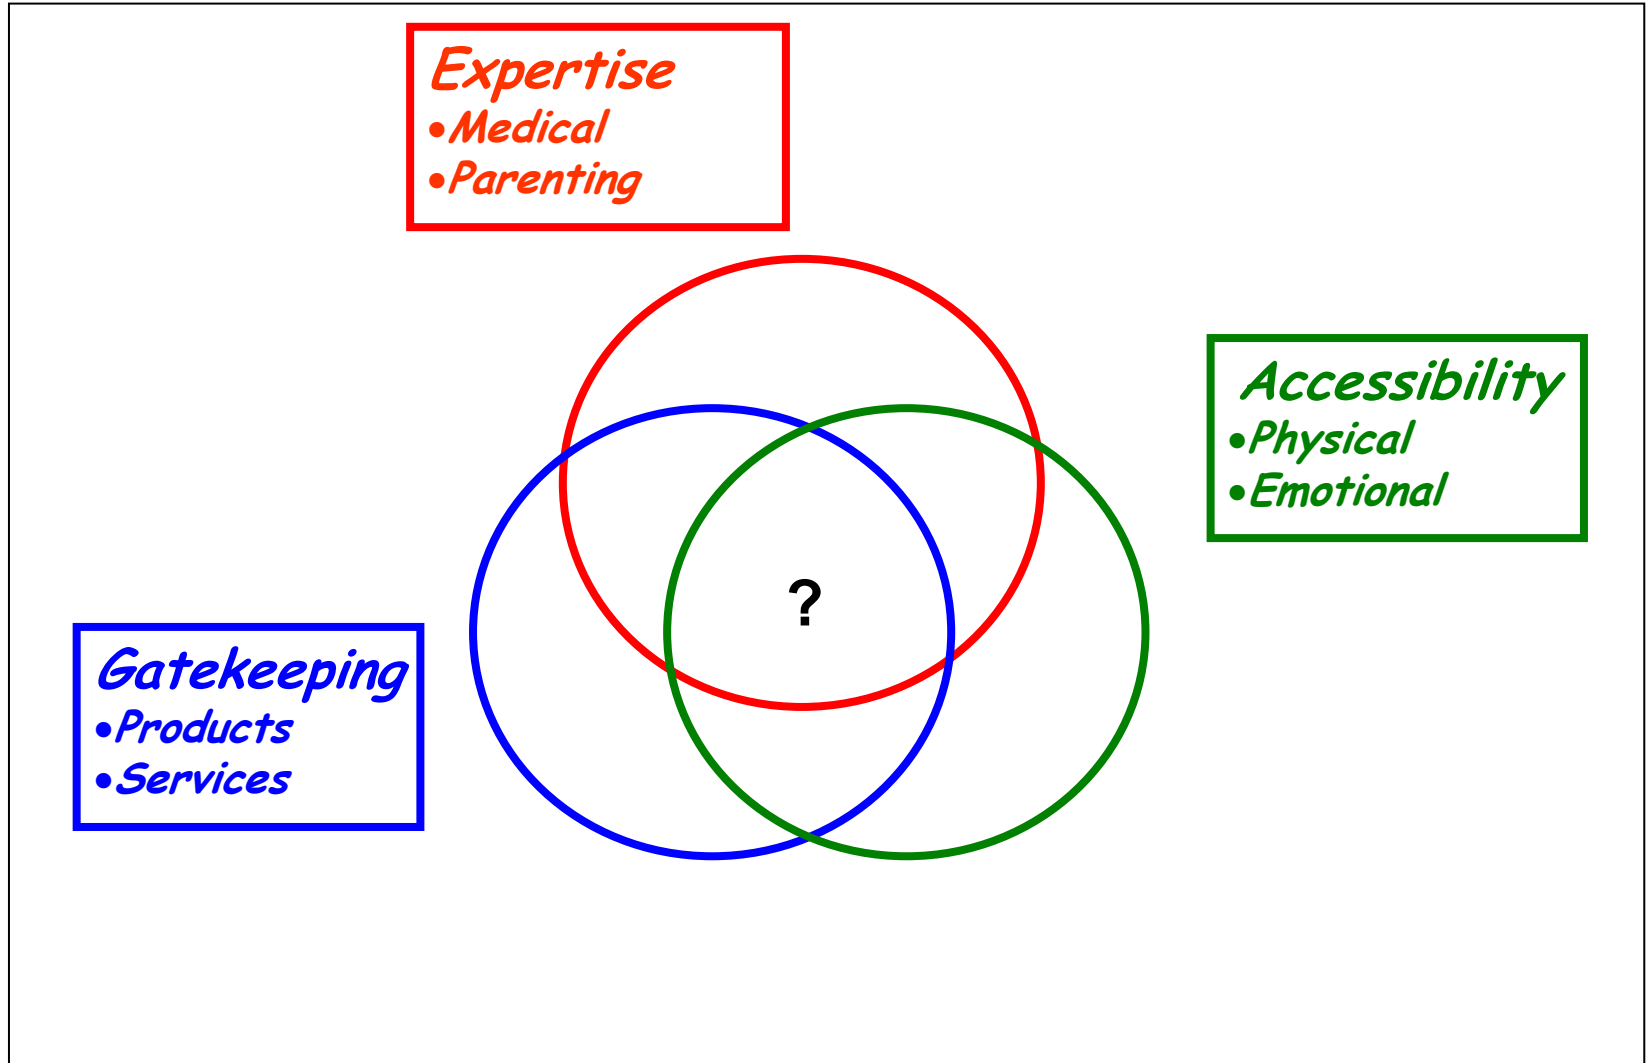 Expertise
•Medical
•Parenting
Accessibility
•Physical
•Emotional
?
Gatekeeping
•Products
•Services